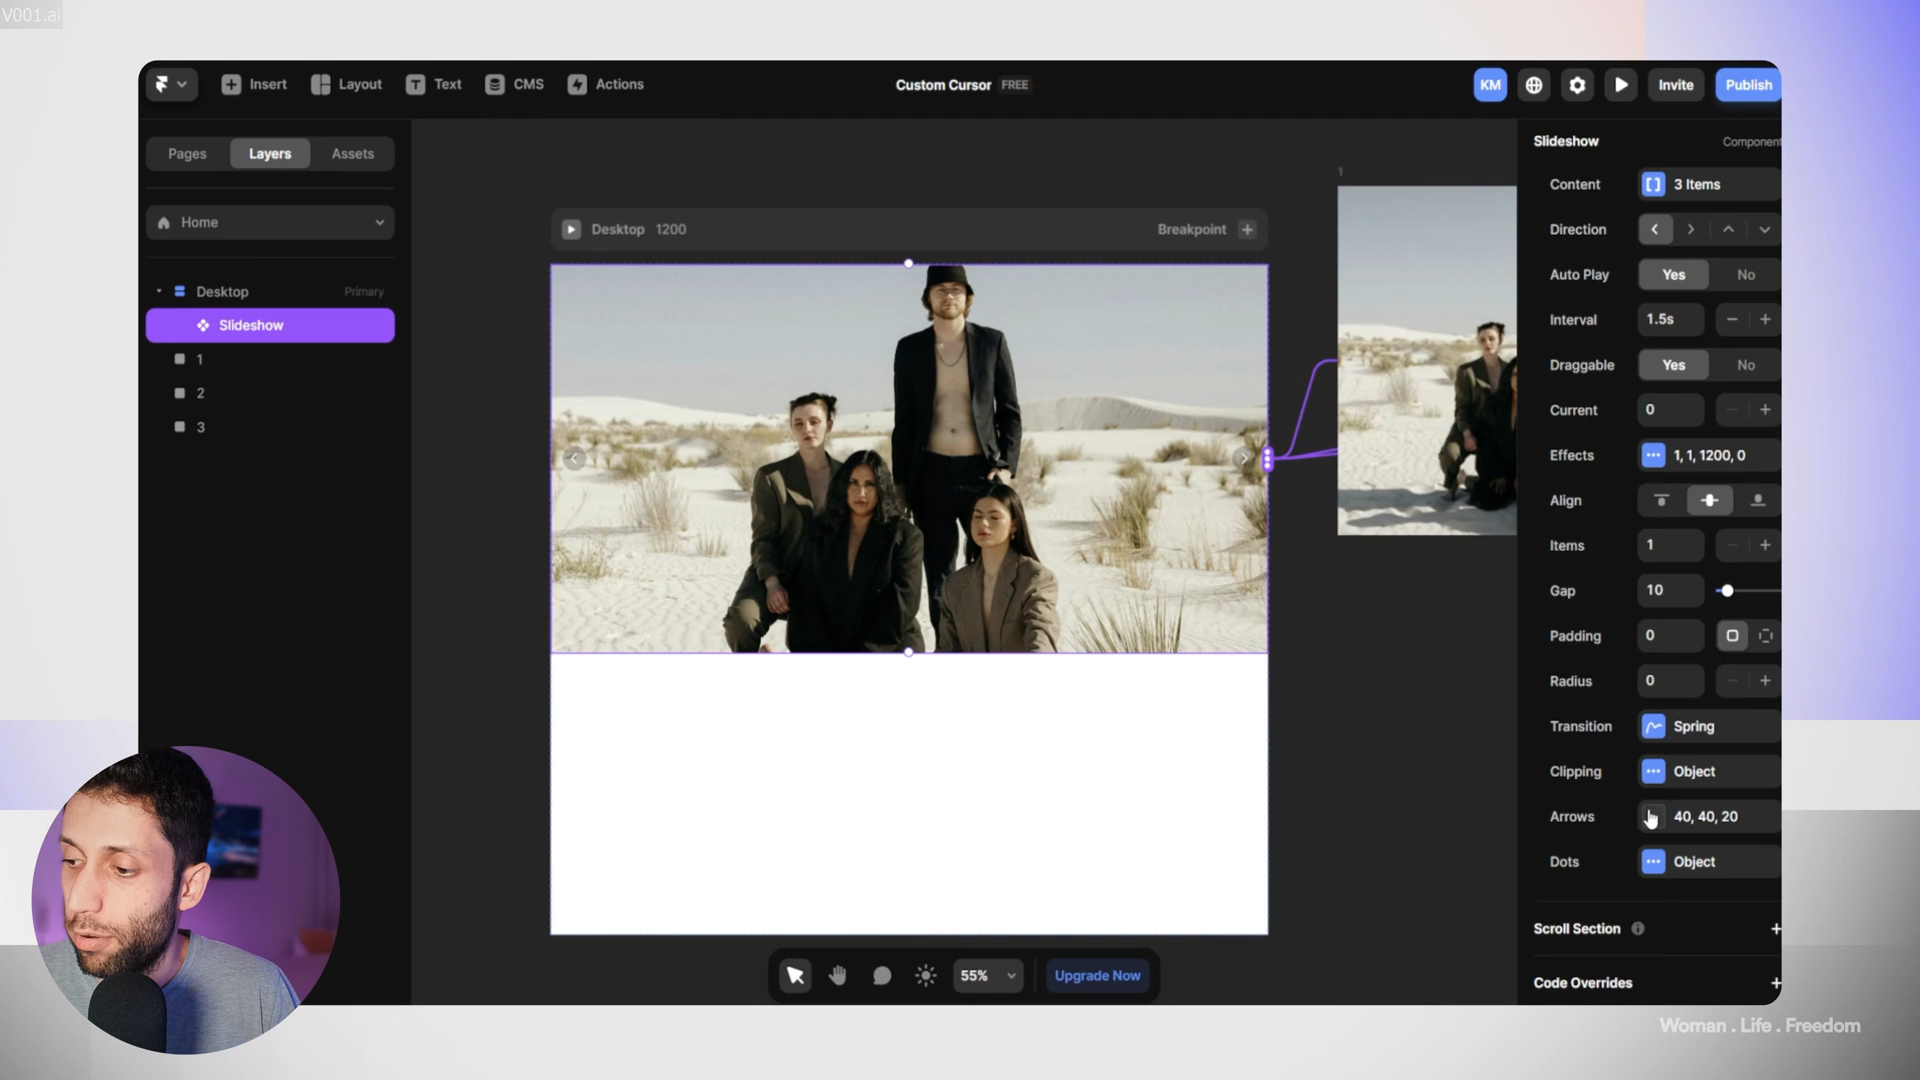 V001.ai
Insert
Layout
Text
CMS
Actions
Custom Cursor FREE
KM
Invite
Publish
Pages
Layers
Assets
Home
Desktop Primary
Slideshow
1
2
3
Desktop 1200
Breakpoint
1
Slideshow
Component
Content 3 Items
Direction
Auto Play Yes No
Interval 1.5s
Draggable Yes No
Current 0
Effects 1, 1, 1200, 0
Align
Items 1
Gap 10
Padding 0
Radius 0
Transition Spring
Clipping Object
Arrows 40, 40, 20
Dots Object
Scroll Section
Code Overrides
55%
Upgrade Now
Woman . Life . Freedom